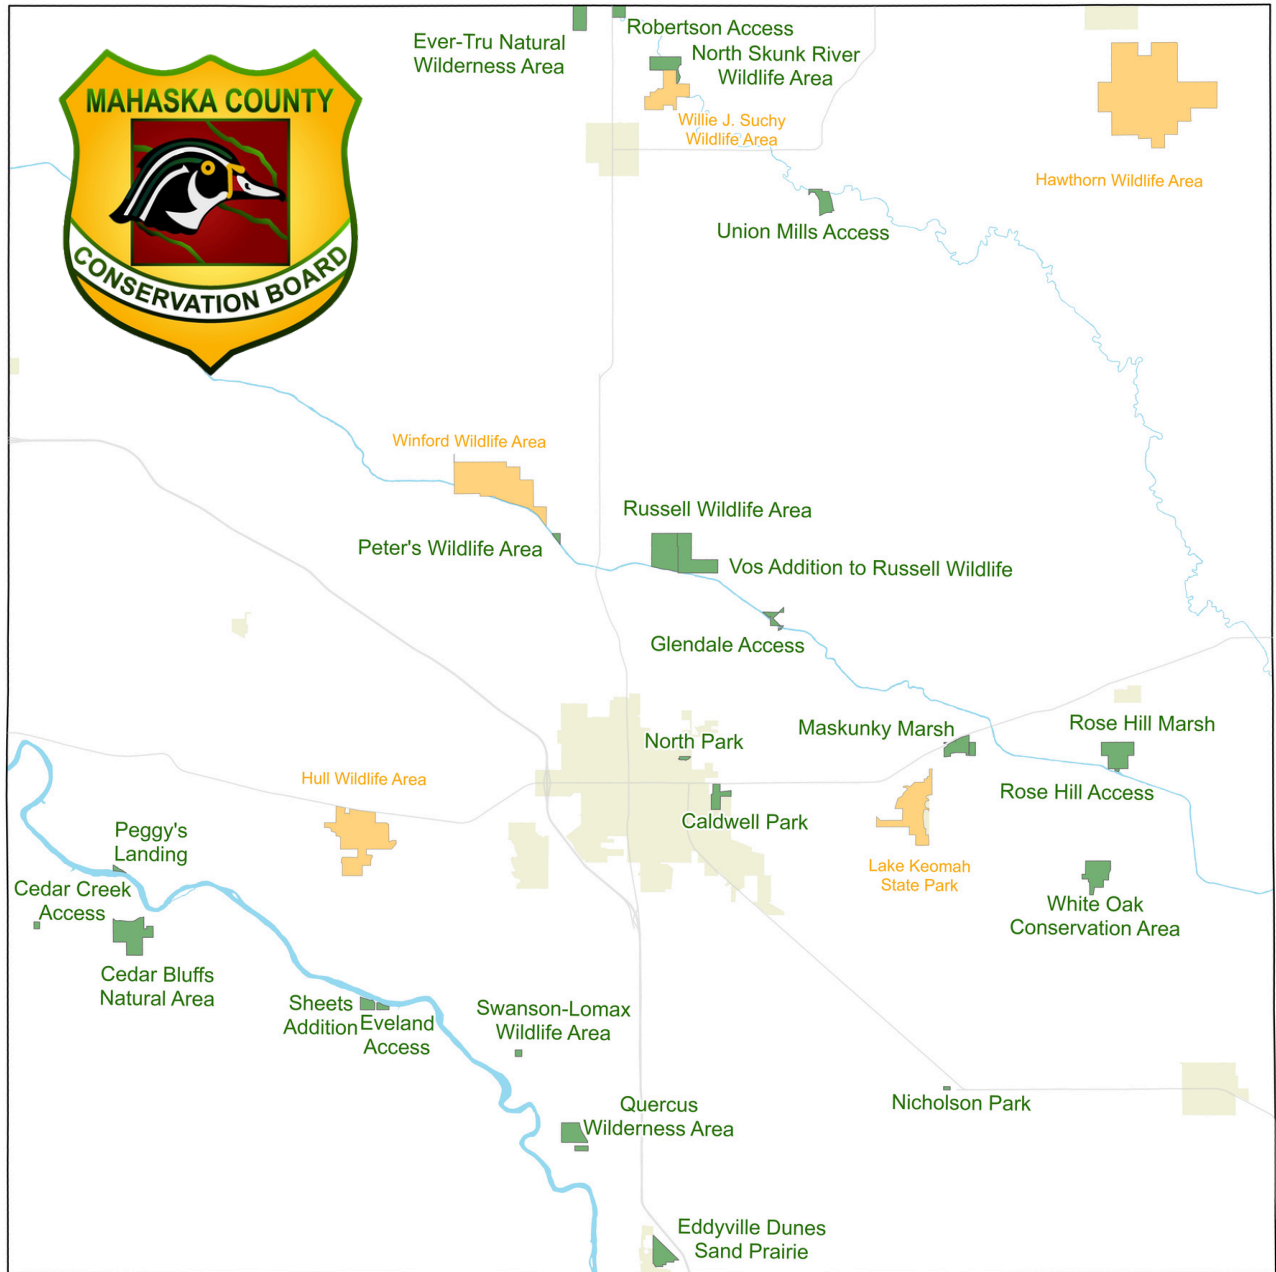 Robertson Access
Ever-Tru Natural
Wilderness Area
North Skunk River
Wildlife Area
MAHASKA COUNTY
CONSERVATION BOARD
Willie J. Suchy
Wildlife Area
Hawthorn Wildlife Area
Union Mills Access
Winford Wildlife Area
Russell Wildlife Area
Peter's Wildlife Area
Vos Addition to Russell Wildlife
Glendale Access
Maskunky Marsh
Rose Hill Marsh
North Park
Hull Wildlife Area
Rose Hill Access
Caldwell Park
Peggy's
Landing
Lake Keomah
State Park
Cedar Creek
Access
White Oak
Conservation Area
Cedar Bluffs
Natural Area
Sheets
Addition
Eveland
Access
Swanson-Lomax
Wildlife Area
Nicholson Park
Quercus
Wilderness Area
Eddyville Dunes
Sand Prairie